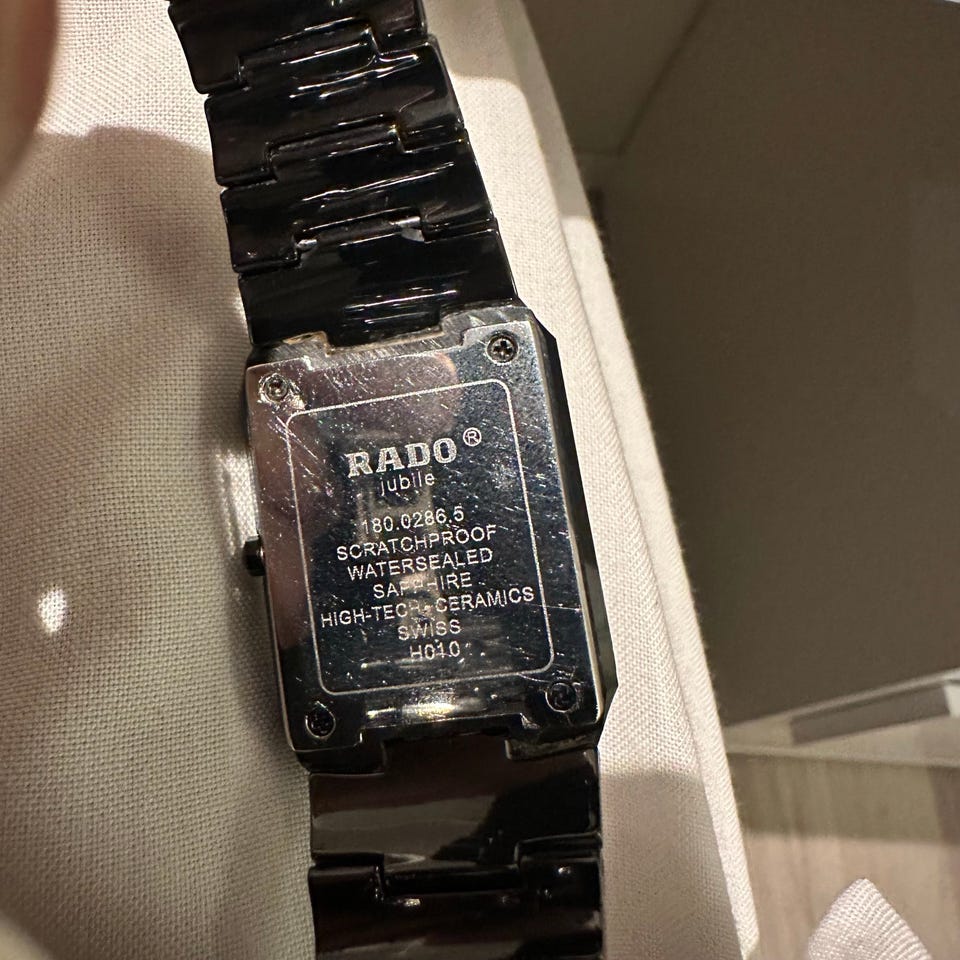 RADO®
jubile
180.0286.5
SCRATCHPROOF
WATERSEALED
SAPPHIRE
HIGH-TECH-CERAMICS
SWISS
H010